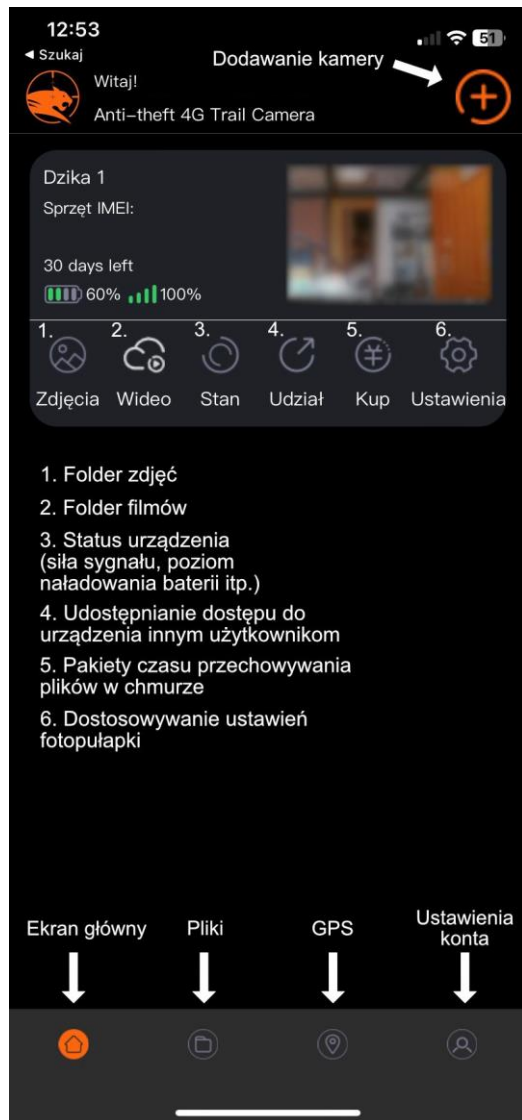 12:53
51
◄ Szukaj
Dodawanie kamery
Witaj!
Anti-theft 4G Trail Camera
Dzika 1
Sprzęt IMEI:
30 days left
60% 100%
1. 2. 3. 4. 5. 6.
Zdjęcia Wideo Stan Udział Kup Ustawienia
1. Folder zdjęć
2. Folder filmów
3. Status urządzenia
(siła sygnału, poziom
naładowania baterii itp.)
4. Udostępnianie dostępu do
urządzenia innym użytkownikom
5. Pakiety czasu przechowywania
plików w chmurze
6. Dostosowywanie ustawień
fotopułapki
Ekran główny Pliki GPS Ustawienia
konta